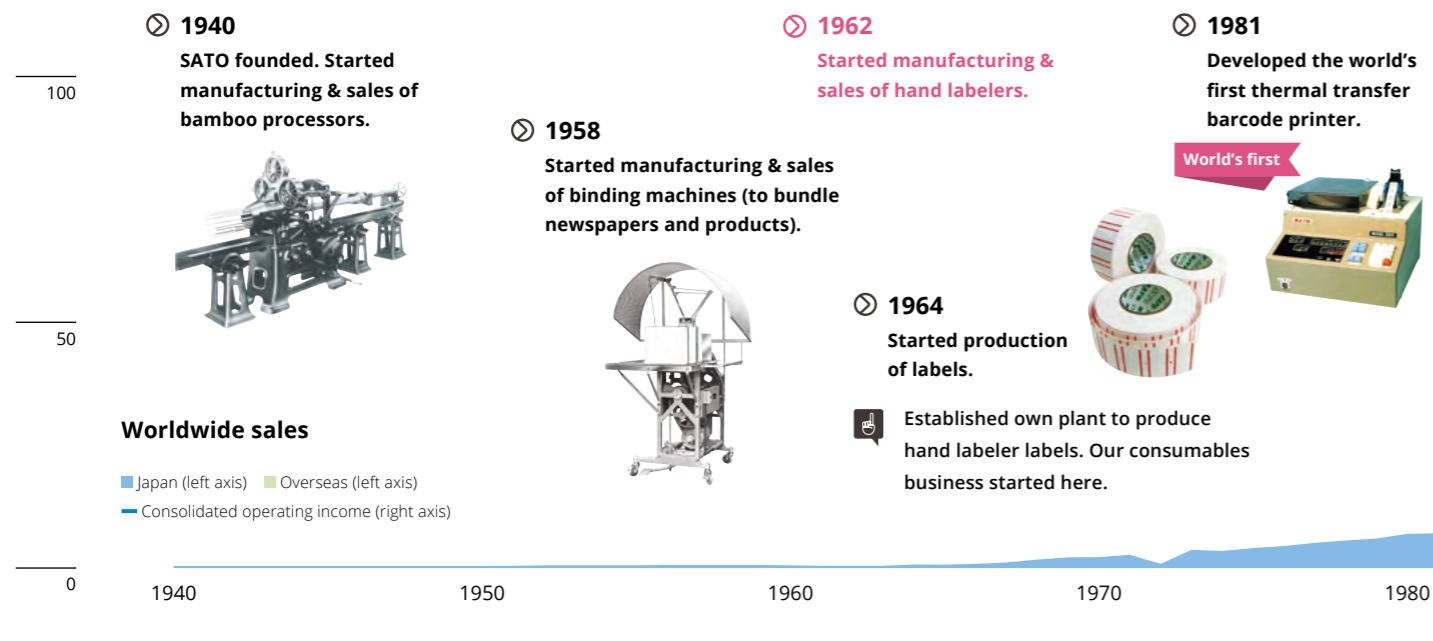 1940
SATO founded. Started
manufacturing & sales of
bamboo processors.
1958
Started manufacturing & sales
of binding machines (to bundle
newspapers and products).
1962
Started manufacturing &
sales of hand labelers.
1964
Started production
of labels.
Established own plant to produce
hand labeler labels. Our consumables
business started here.
1981
Developed the world’s
first thermal transfer
barcode printer.
World’s first
SATO
100
50
0
Worldwide sales
Japan (left axis) Overseas (left axis)
Consolidated operating income (right axis)
1940 1950 1960 1970 1980